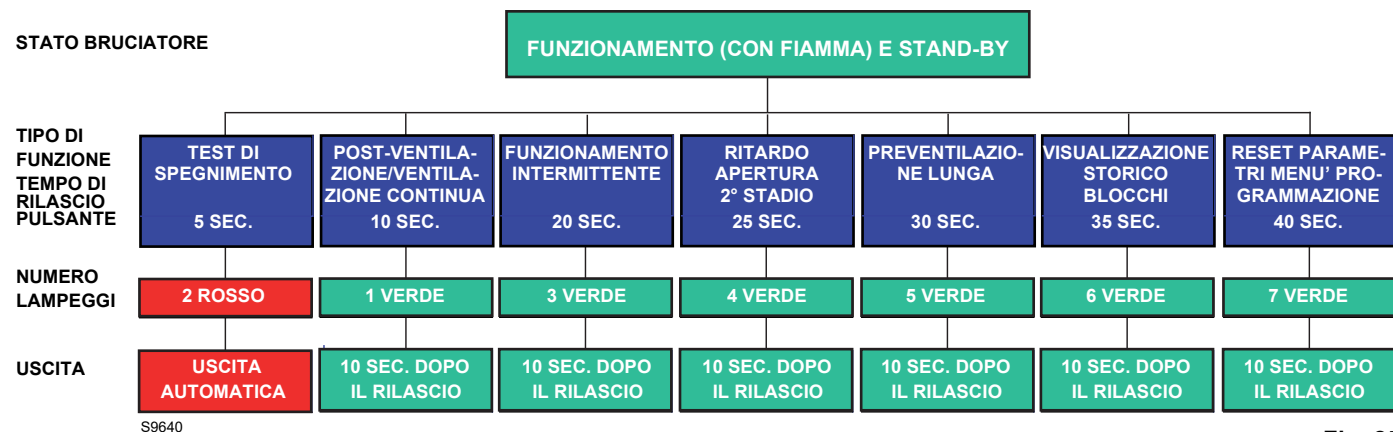 STATO BRUCIATORE
FUNZIONAMENTO (CON FIAMMA) E STAND-BY
TIPO DI
FUNZIONE
TEMPO DI
RILASCIO
PULSANTE
TEST DI
SPEGNIMENTO
5 SEC.
POST-VENTILA-
ZIONE/VENTILA-
ZIONE CONTINUA
10 SEC.
FUNZIONAMENTO
INTERMITTENTE
20 SEC.
RITARDO
APERTURA
2° STADIO
25 SEC.
PREVENTILAZIO-
NE LUNGA
30 SEC.
VISUALIZZAZIONE
STORICO
BLOCCHI
35 SEC.
RESET PARAME-
TRI MENU’ PRO-
GRAMMAZIONE
40 SEC.
NUMERO
LAMPEGGI
2 ROSSO
1 VERDE
3 VERDE
4 VERDE
5 VERDE
6 VERDE
7 VERDE
USCITA
USCITA
AUTOMATICA
10 SEC. DOPO
IL RILASCIO
10 SEC. DOPO
IL RILASCIO
10 SEC. DOPO
IL RILASCIO
10 SEC. DOPO
IL RILASCIO
10 SEC. DOPO
IL RILASCIO
10 SEC. DOPO
IL RILASCIO
S9640